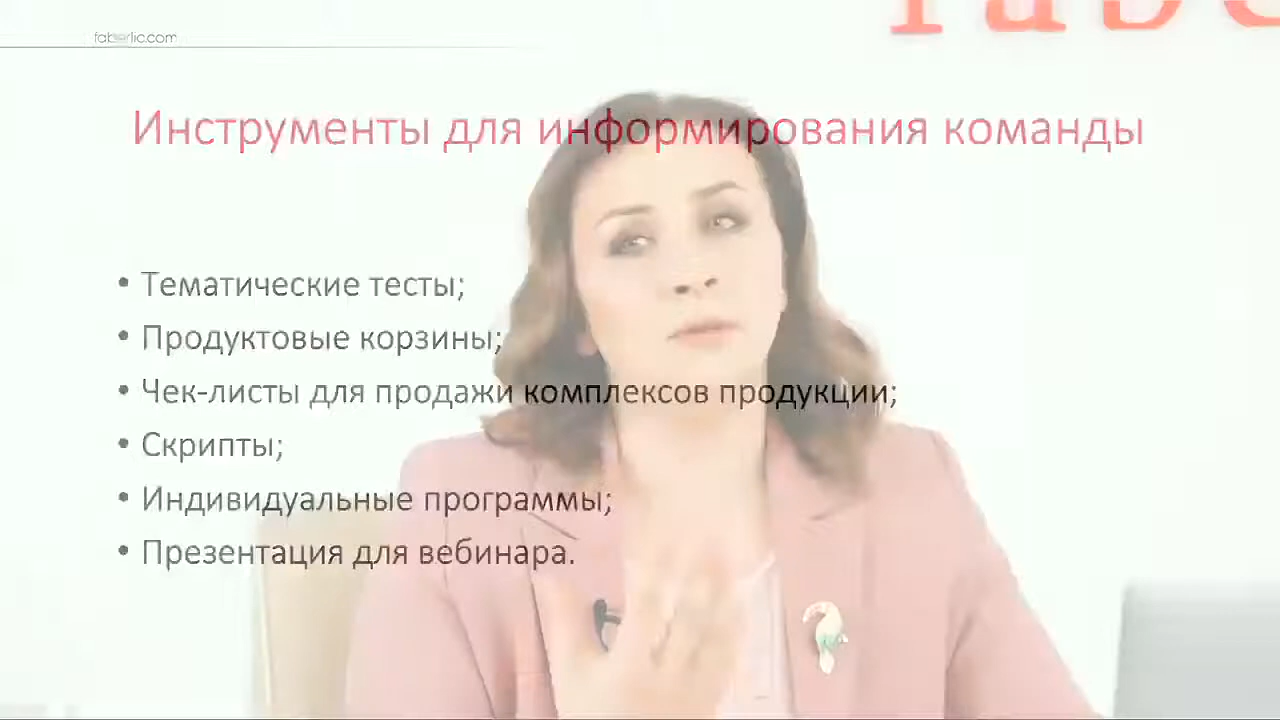 faberlic.com
Инструменты для информирования команды
• Тематические тесты;
• Продуктовые корзины;
• Чек-листы для продажи комплексов продукции;
• Скрипты;
• Индивидуальные программы;
• Презентация для вебинара.